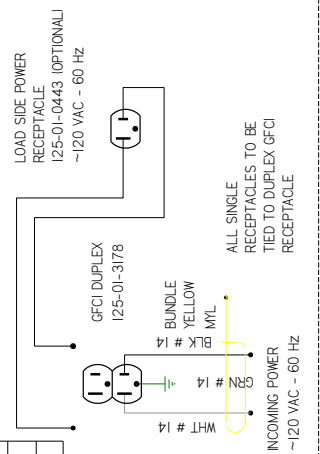 LOAD SIDE POWER
RECEPTACLE
125-01-0443 (OPTIONAL)
~120 VAC - 60 Hz
GFCI DUPLEX
125-01-3178
BUNDLE
YELLOW
MYL
BLK # 14
GRN # 14
WHT # 14
ALL SINGLE
RECEPTACLES TO BE
TIED TO DUPLEX GFCI
RECEPTACLE
INCOMING POWER
~120 VAC - 60 Hz